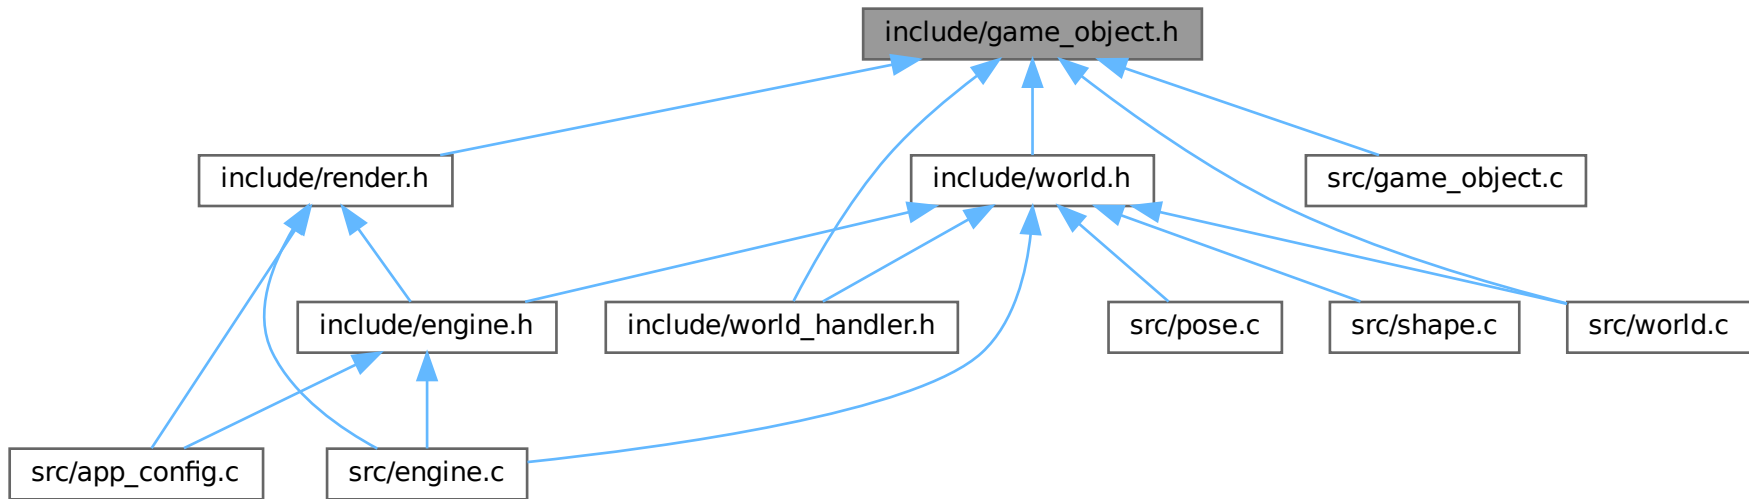 include/game_object.h
include/render.h
include/world.h
src/game_object.c
include/engine.h
include/world_handler.h
src/pose.c
src/shape.c
src/world.c
src/app_config.c
src/engine.c